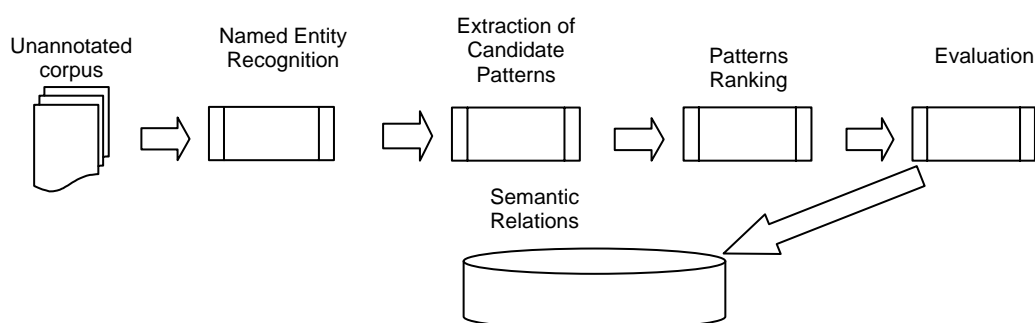 Unannotated
corpus
Named Entity
Recognition
Extraction of
Candidate
Patterns
Patterns
Ranking
Evaluation
Semantic
Relations